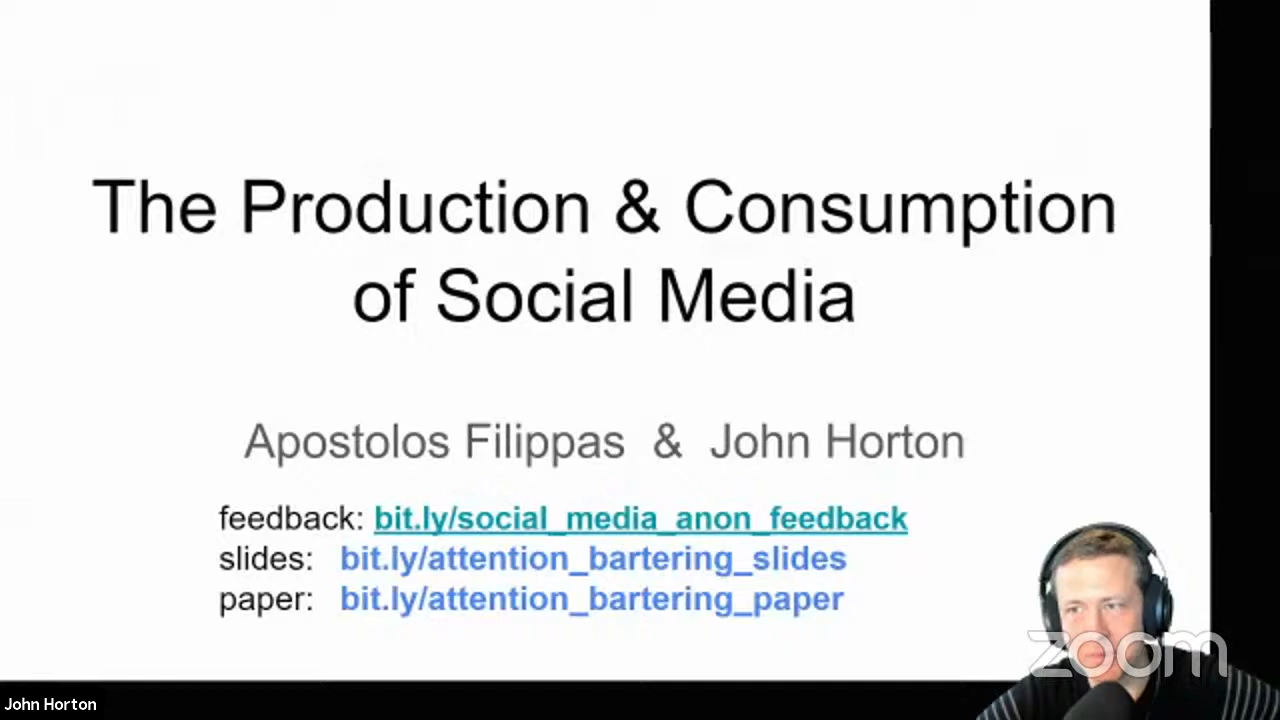 The Production & Consumption
of Social Media
Apostolos Filippas & John Horton
feedback: bit.ly/social_media_anon_feedback
slides: bit.ly/attention_bartering_slides
paper: bit.ly/attention_bartering_paper
zoom
John Horton